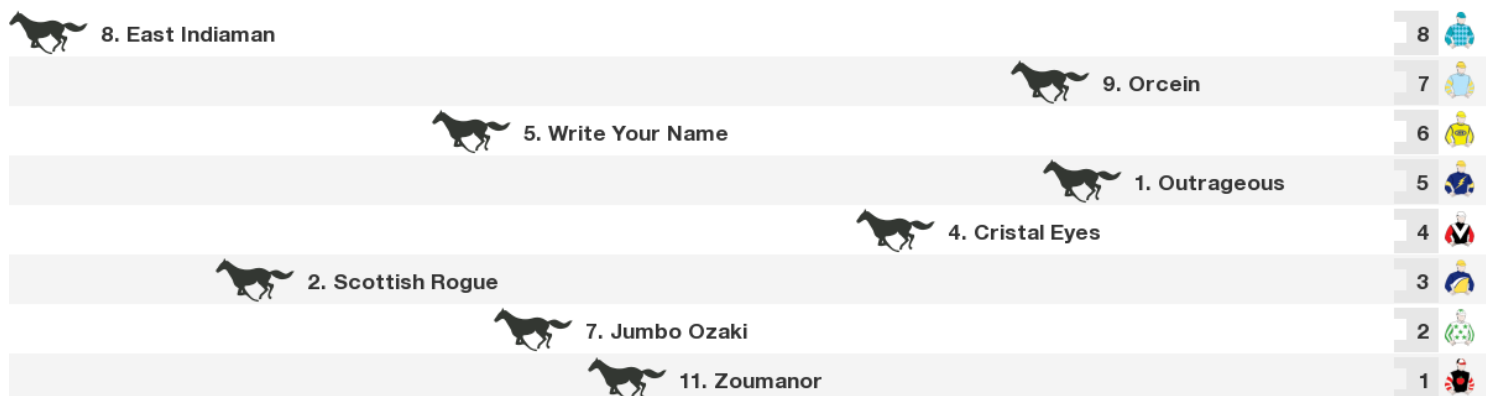 8. East Indiaman 8
9. Orcein 7
5. Write Your Name 6
1. Outrageous 5
4. Cristal Eyes 4
2. Scottish Rogue 3
7. Jumbo Ozaki 2
11. Zoumanor 1